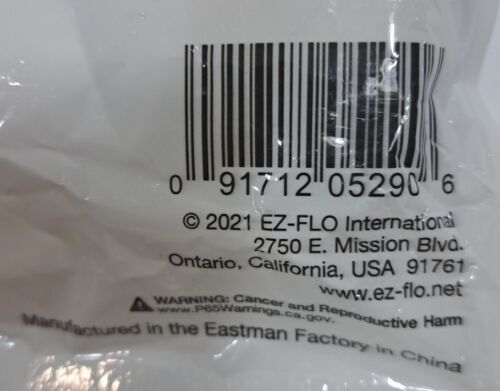 0 91712 05290 6
© 2021 EZ-FLO International
2750 E. Mission Blvd.
Ontario, California, USA 91761
www.ez-flo.net
WARNING: Cancer and Reproductive Harm
www.P65Warnings.ca.gov.
Manufactured in the Eastman Factory in China